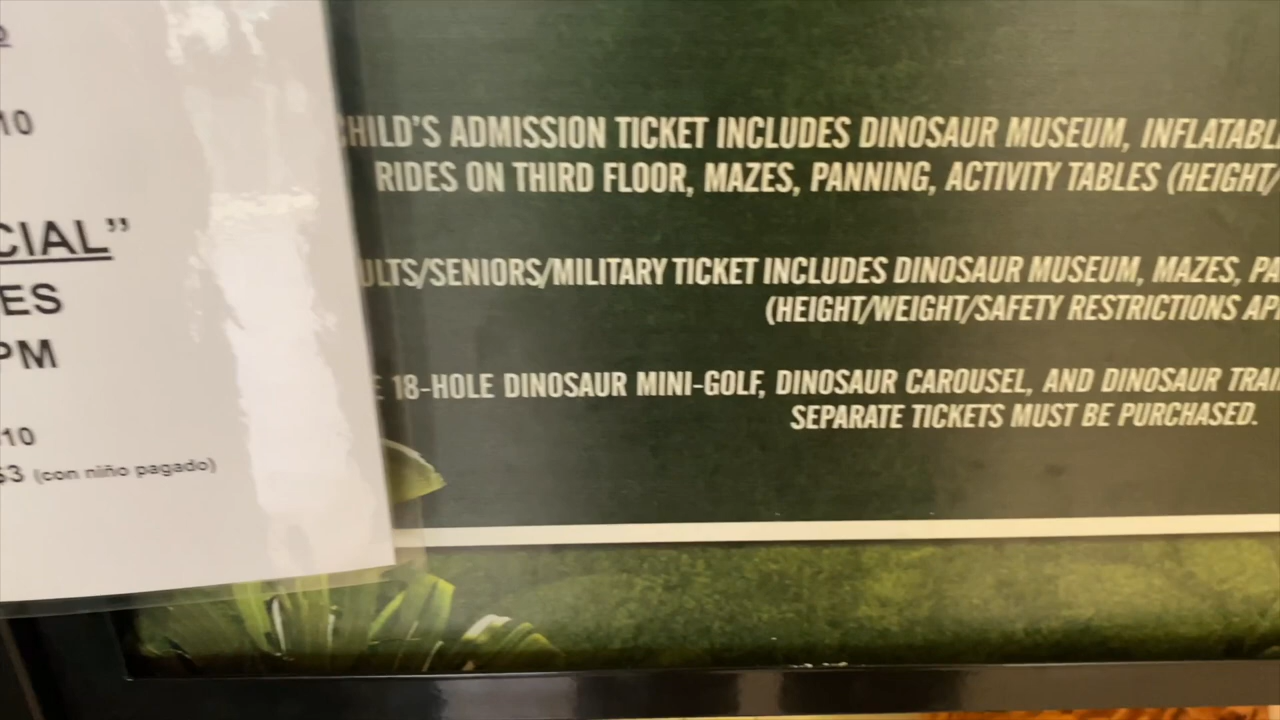 10
CIAL”
ES
PM
10
$3 (con niño pagado)
CHILD'S ADMISSION TICKET INCLUDES DINOSAUR MUSEUM,
RIDES ON THIRD FLOOR, MAZES, PANNING, ACTIVITY TABLES (HEIGHT/
ULTS/SENIORS/MILITARY TICKET INCLUDES DINOSAUR MUSEUM, MAZES,
(HEIGHT/WEIGHT/SAFETY RESTRICTIONS
18-HOLE DINOSAUR MINI-GOLF, DINOSAUR CAROUSEL, AND DINOSAUR
SEPARATE TICKETS MUST BE PURCHASED.